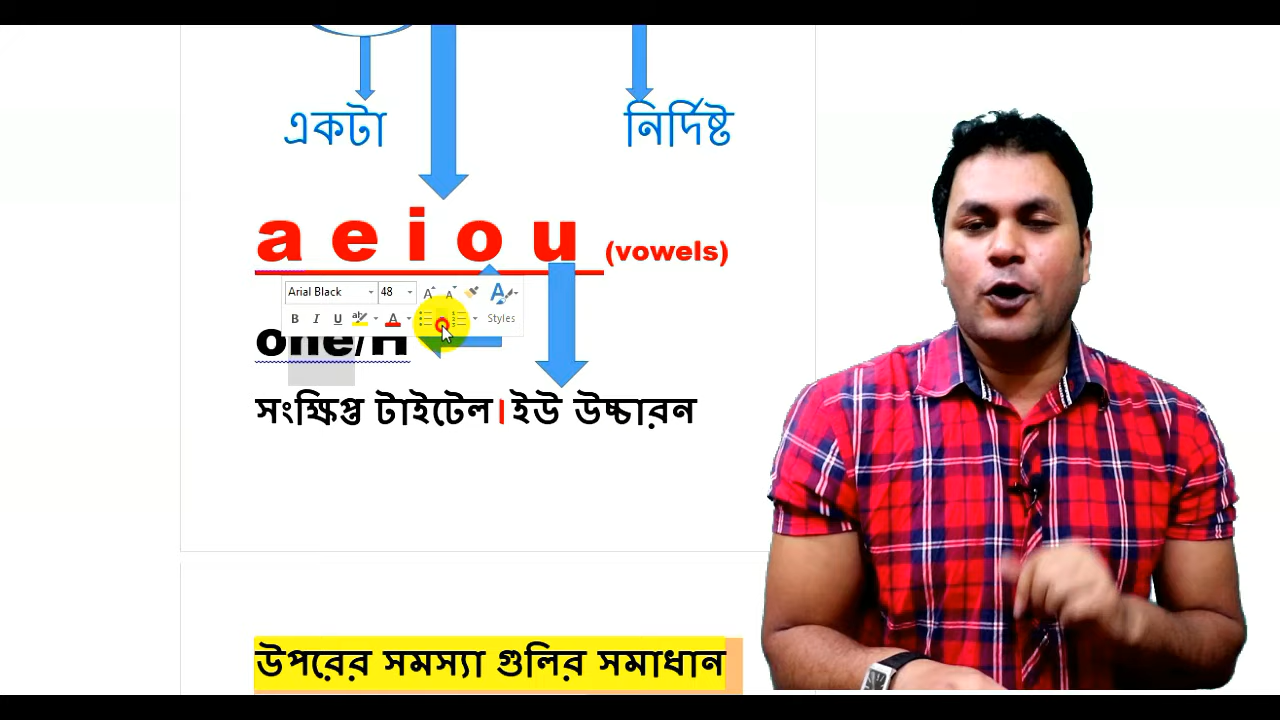 একটা নির্দিষ্ট
a e i o u (vowels)
Arial Black 48
B I U Styles
one/H
সংক্ষিপ্ত টাইটেল। ইউ উচ্চারন
উপরের সমস্যা গুলির সমাধান